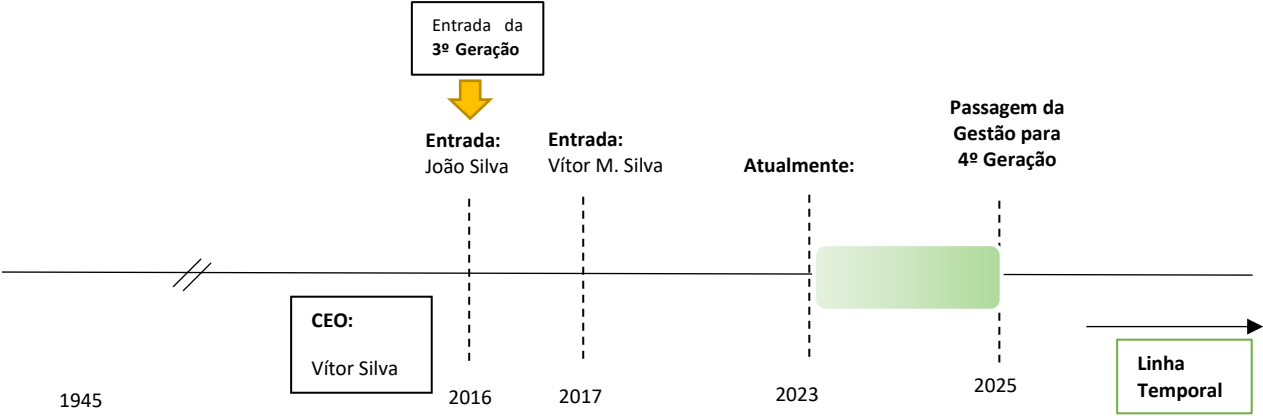 Entrada da
3º Geração
Entrada:
João Silva
Entrada:
Vítor M. Silva
Atualmente:
Passagem da
Gestão para
4º Geração
CEO:
Vítor Silva
1945
2016
2017
2023
2025
Linha
Temporal